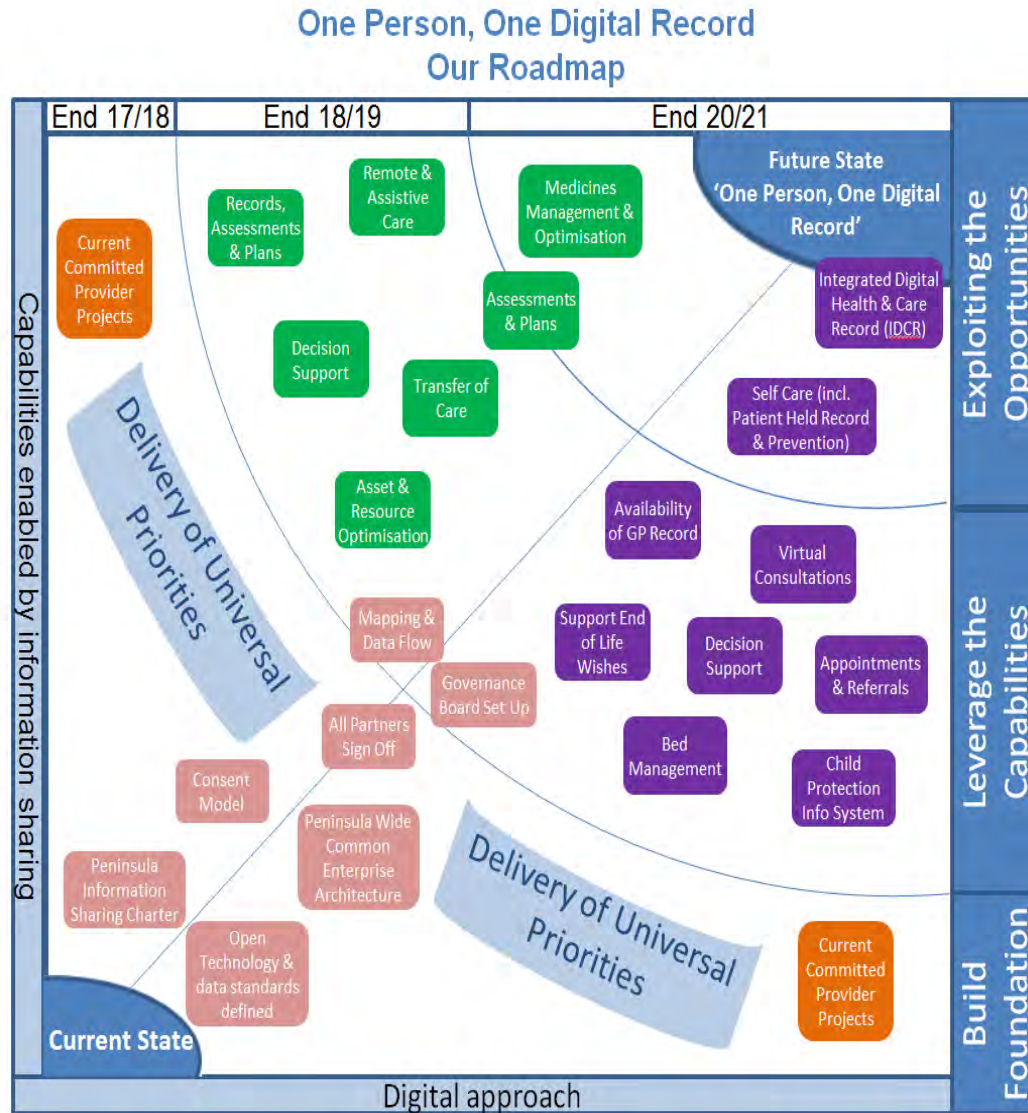 One Person, One Digital Record
Our Roadmap
End 17/18
End 18/19
End 20/21
Future State
'One Person, One Digital
Record'
Remote &
Assistive
Care
Medicines
Management &
Optimisation
Records,
Assessments
& Plans
Current
Committed
Provider
Projects
Integrated Digital
Health & Care
Record (IDCR)
Assessments
& Plans
Decision
Support
Transfer of
Care
Self Care (incl.
Patient Held Record
& Prevention)
Delivery of Universal
Priorities
Asset &
Resource
Optimisation
Availability
of GP Record
Virtual
Consultations
Mapping &
Data Flow
Support End
of Life
Wishes
Decision
Support
Appointments
& Referrals
Governance
Board Set Up
All Partners
Sign Off
Bed
Management
Child
Protection
Info System
Consent
Model
Peninsula Wide
Common
Enterprise
Architecture
Peninsula
Information
Sharing Charter
Delivery of Universal
Priorities
Open
Technology &
data standards
defined
Current
Committed
Provider
Projects
Current State
Capabilities enabled by information sharing
Digital approach
Exploiting the
Opportunities
Leverage the
Capabilities
Build
Foundation